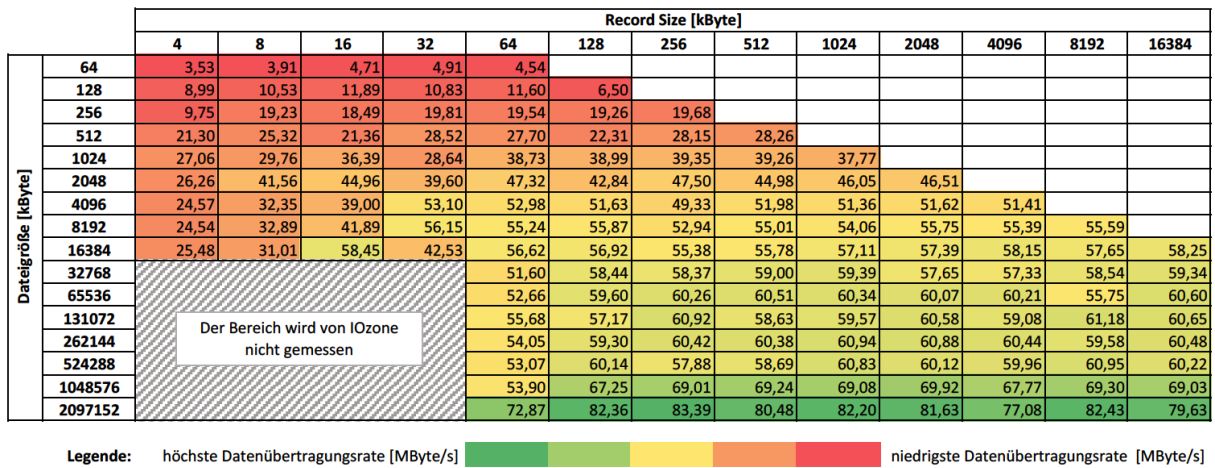 Record Size [kByte]
4 8 16 32 64 128 256 512 1024 2048 4096 8192 16384
Dateigröße [kByte]
64 3,53 3,91 4,71 4,91 4,54
128 8,99 10,53 11,89 10,83 11,60 6,50
256 9,75 19,23 18,49 19,81 19,54 19,26 19,68
512 21,30 25,32 21,36 28,52 27,70 22,31 28,15 28,26
1024 27,06 29,76 36,39 28,64 38,73 38,99 39,35 39,26 37,77
2048 26,26 41,56 44,96 39,60 47,32 42,84 47,50 44,98 46,05 46,51
4096 24,57 32,35 39,00 53,10 52,98 51,63 49,33 51,98 51,36 51,62 51,41
8192 24,54 32,89 41,89 56,15 55,24 55,87 52,94 55,01 54,06 55,75 55,39 55,59
16384 25,48 31,01 58,45 42,53 56,62 56,92 55,38 55,78 57,11 57,39 58,15 57,65 58,25
32768 51,60 58,44 58,37 59,00 59,39 57,65 57,33 58,54 59,34
65536 52,66 59,60 60,26 60,51 60,34 60,07 60,21 55,75 60,60
131072 55,68 57,17 60,92 58,63 59,57 60,58 59,08 61,18 60,65
262144 54,05 59,30 60,42 60,38 60,94 60,88 60,44 59,58 60,48
524288 53,07 60,14 57,88 58,69 60,83 60,12 59,96 60,95 60,22
1048576 53,90 67,25 69,01 69,24 69,08 69,92 67,77 69,30 69,03
2097152 72,87 82,36 83,39 80,48 82,20 81,63 77,08 82,43 79,63
Der Bereich wird von IOzone
nicht gemessen
Legende: höchste Datenübertragungsrate [MByte/s] niedrigste Datenübertragungsrate [MByte/s]